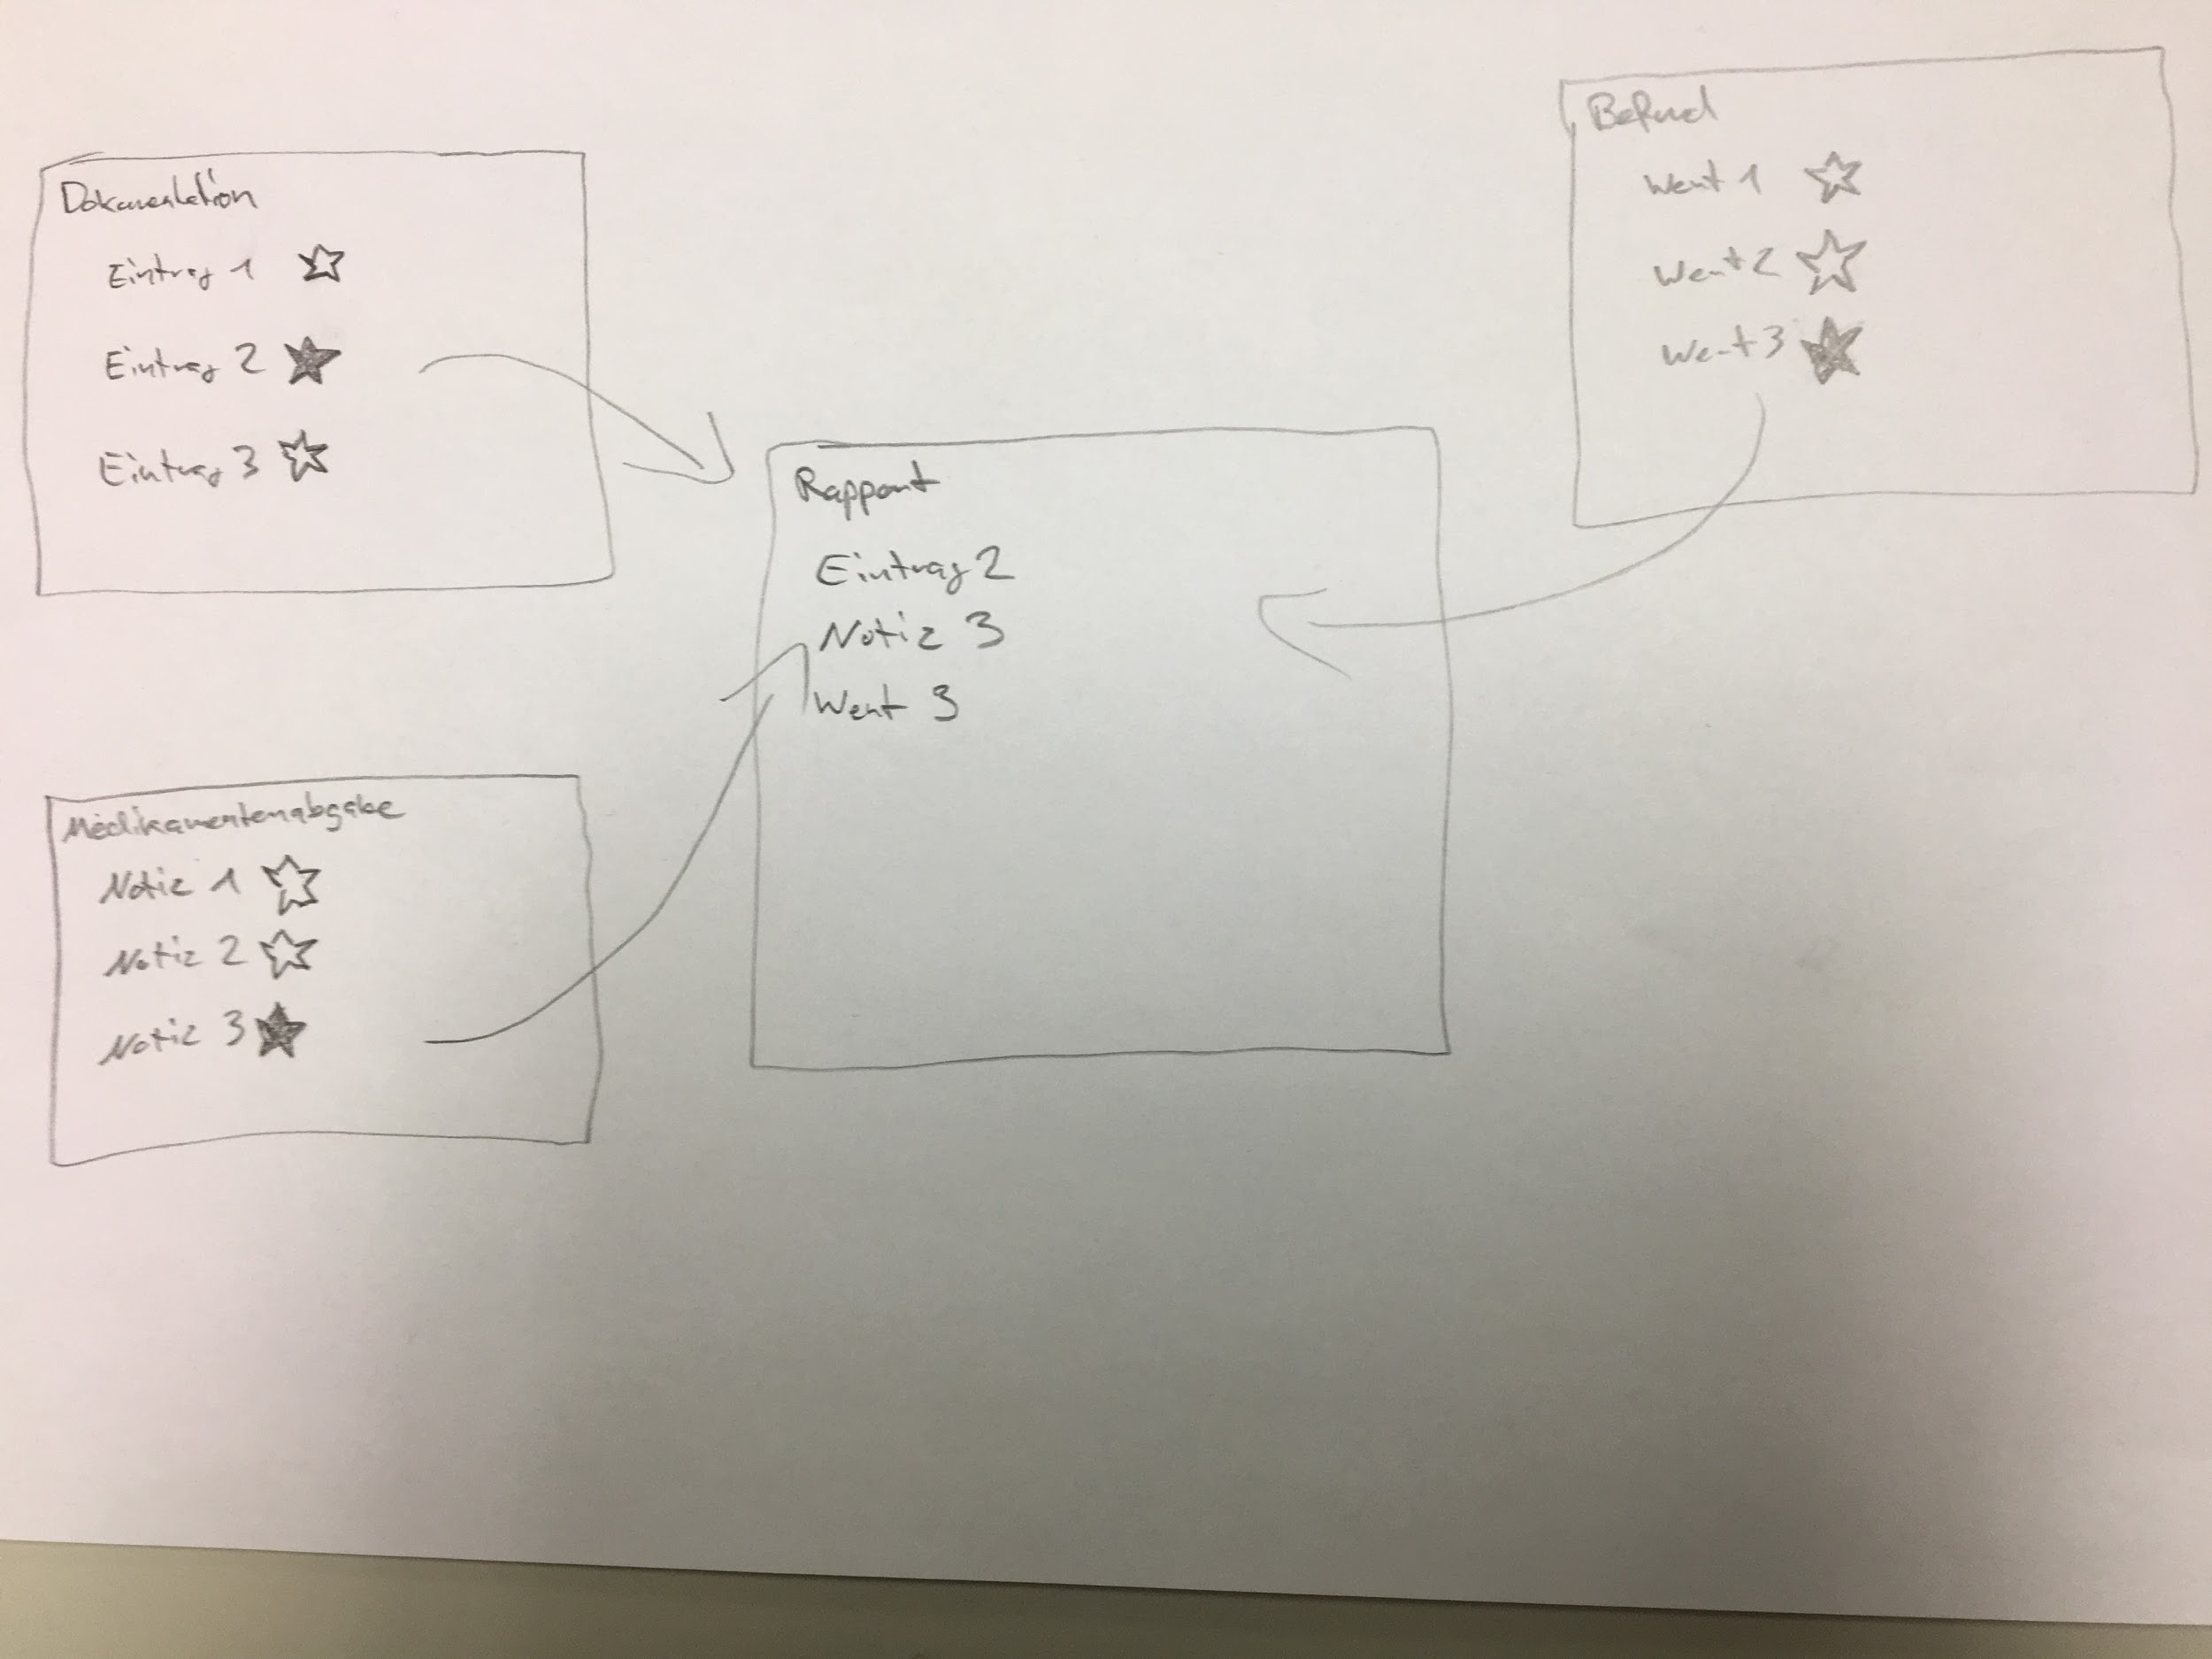 Dokumentation
Eintrag 1
Eintrag 2
Eintrag 3
Befund
Wert 1
Wert 2
Wert 3
Rapport
Eintrag 2
Notiz 3
Wert 3
Medikamentenabgabe
Notiz 1
Notiz 2
Notiz 3